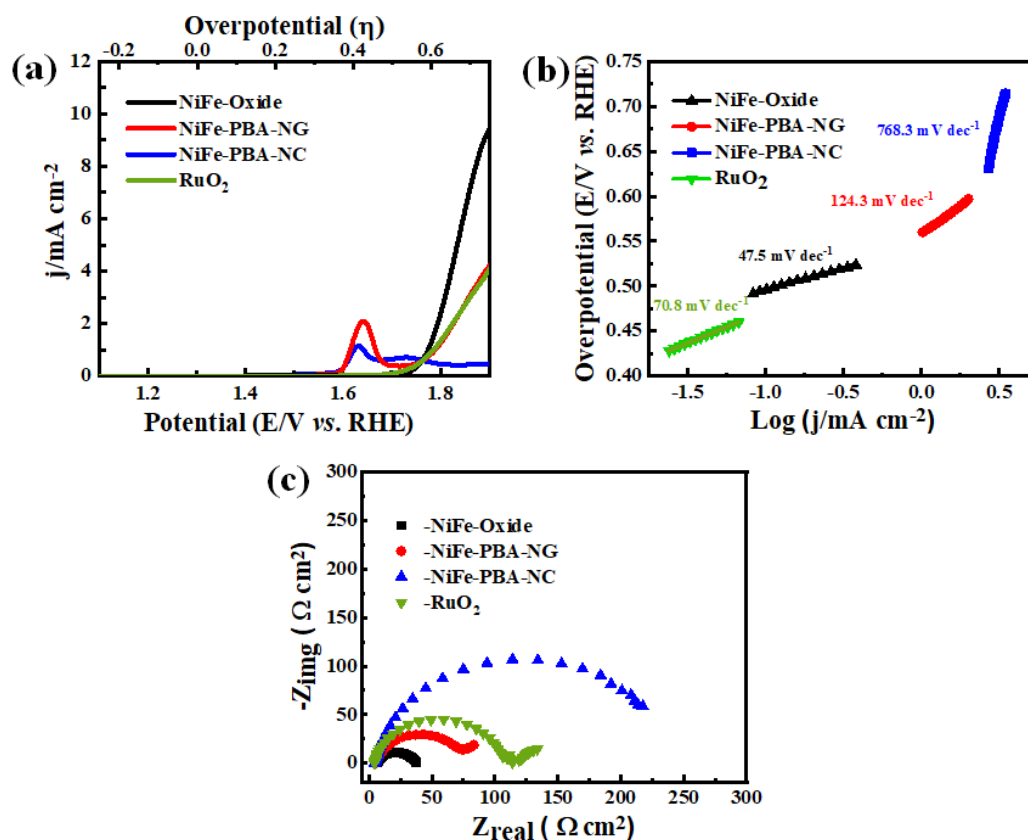 (a)
Overpotential (η)
-0.2 0.0 0.2 0.4 0.6
12
10
8
6
4
2
0
j/mA cm⁻²
NiFe-Oxide
NiFe-PBA-NG
NiFe-PBA-NC
RuO₂
1.2 1.4 1.6 1.8
Potential (E/V vs. RHE)
(b)
0.75
0.70
0.65
0.60
0.55
0.50
0.45
0.40
Overpotential (E/V vs. RHE)
NiFe-Oxide
NiFe-PBA-NG
NiFe-PBA-NC
RuO₂
768.3 mV dec⁻¹
124.3 mV dec⁻¹
47.5 mV dec⁻¹
70.8 mV dec⁻¹
-1.5 -1.0 -0.5 0.0 0.5
Log (j/mA cm⁻²)
(c)
300
250
200
150
100
50
0
-Zimg ( Ω cm²)
-NiFe-Oxide
-NiFe-PBA-NG
-NiFe-PBA-NC
-RuO₂
0 50 100 150 200 250 300
Zreal ( Ω cm²)